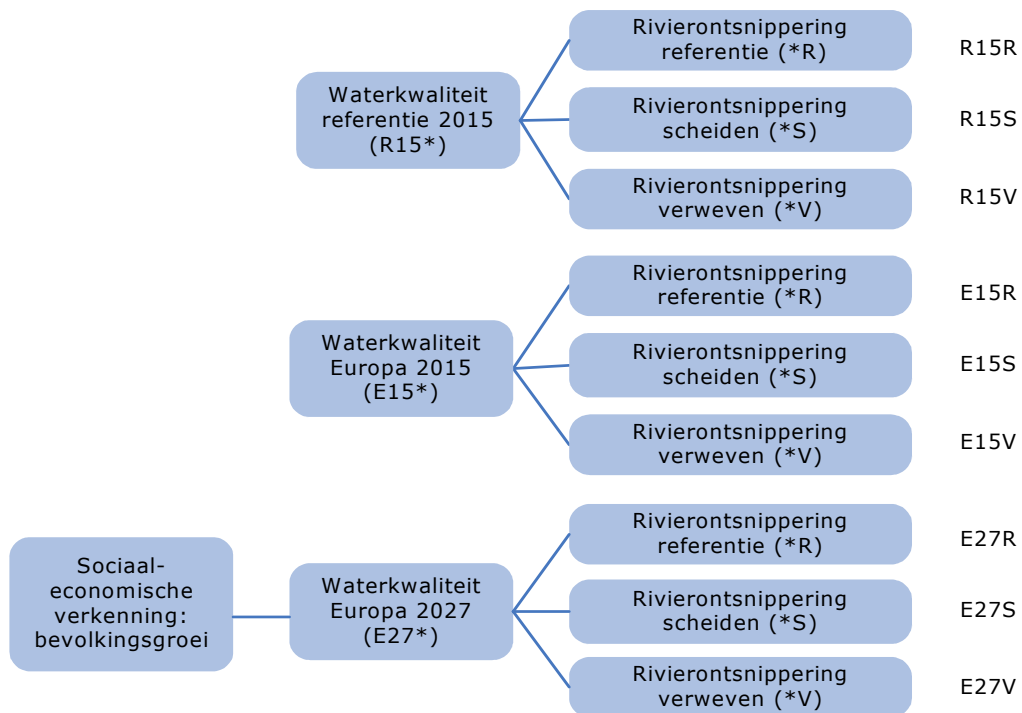 Rivierontsnippering
referentie (*R)
R15R
Waterkwaliteit
referentie 2015
(R15*)
Rivierontsnippering
scheiden (*S)
R15S
Rivierontsnippering
verweven (*V)
R15V
Rivierontsnippering
referentie (*R)
E15R
Waterkwaliteit
Europa 2015
(E15*)
Rivierontsnippering
scheiden (*S)
E15S
Rivierontsnippering
verweven (*V)
E15V
Rivierontsnippering
referentie (*R)
E27R
Sociaal-
economische
verkenning:
bevolkingsgroei
Waterkwaliteit
Europa 2027
(E27*)
Rivierontsnippering
scheiden (*S)
E27S
Rivierontsnippering
verweven (*V)
E27V